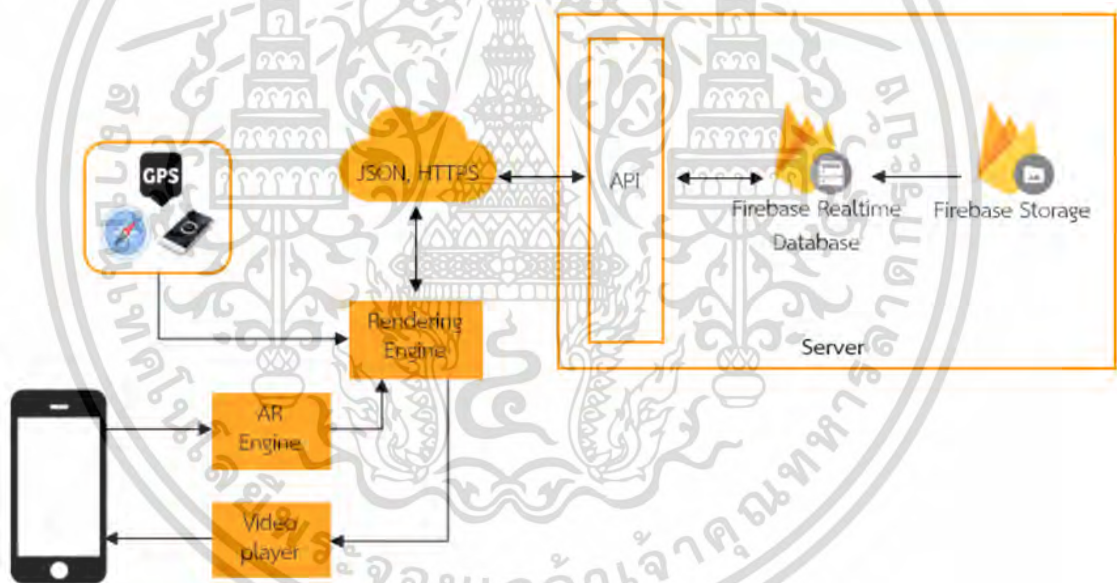 GPS
JSON, HTTPS
API
Firebase Realtime
Database
Firebase Storage
Server
Rendering
Engine
AR
Engine
Video
player